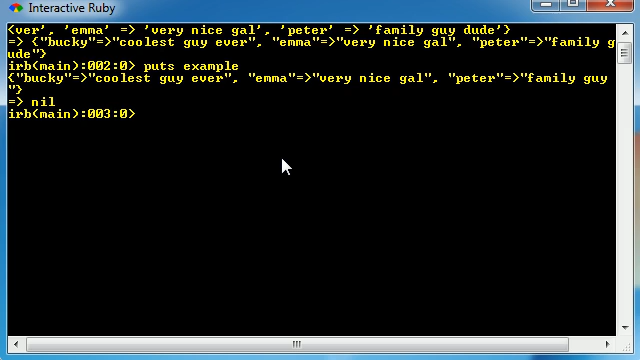 Interactive Ruby
<ver', 'emma' => 'very nice gal', 'peter' => 'family guy dude'}
=> {"bucky"=>"coolest guy ever", "emma"=>"very nice gal", "peter"=>"family guy d
ude"}
irb(main):002:0> puts example
{"bucky"=>"coolest guy ever", "emma"=>"very nice gal", "peter"=>"family guy
"}
=> nil
irb(main):003:0>